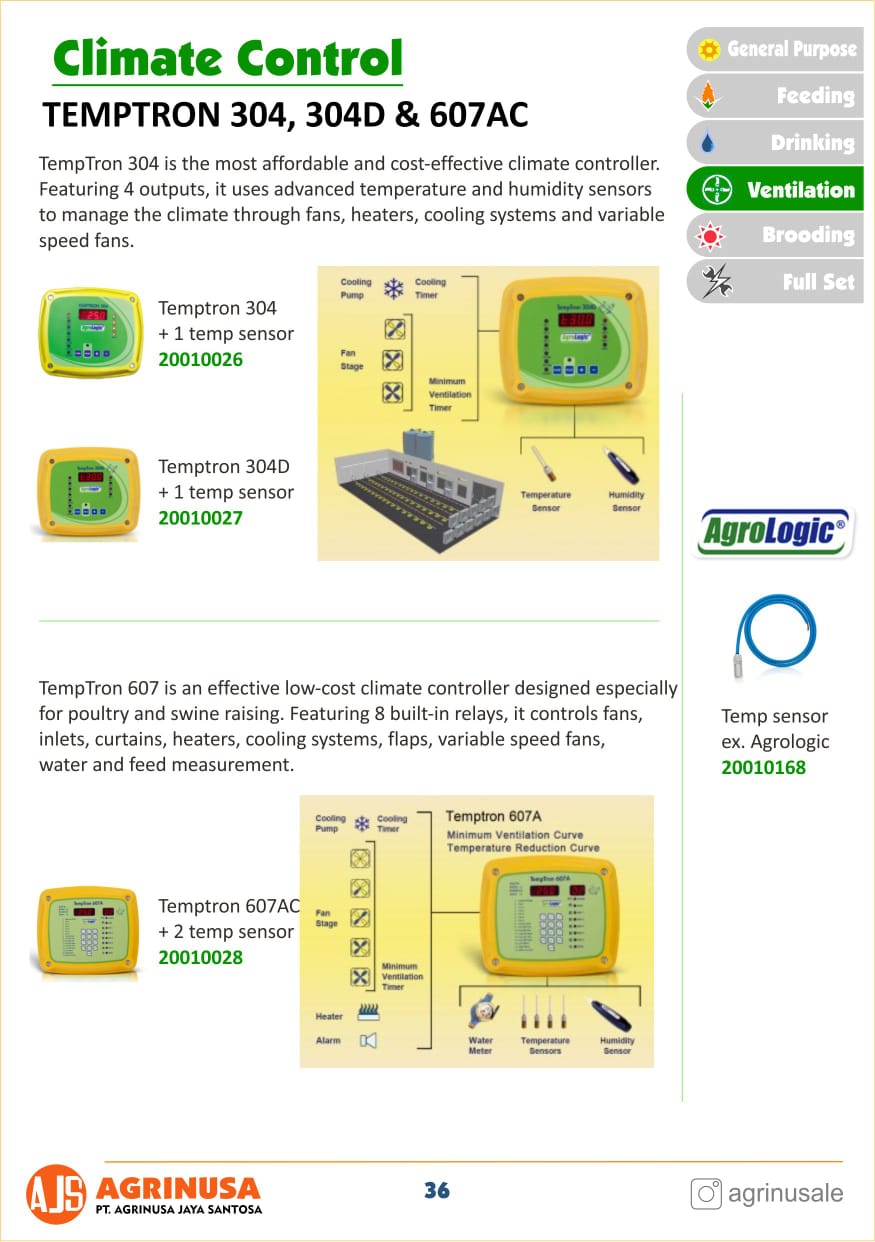 Climate Control
TEMPTRON 304, 304D & 607AC
General Purpose
Feeding
Drinking
Ventilation
Brooding
Full Set
TempTron 304 is the most affordable and cost-effective climate controller.
Featuring 4 outputs, it uses advanced temperature and humidity sensors
to manage the climate through fans, heaters, cooling systems and variable
speed fans.
Temptron 304
+ 1 temp sensor
20010026
Temptron 304D
+ 1 temp sensor
20010027
Cooling
Pump
Cooling
Timer
Fan
Stage
Minimum
Ventilation
Timer
TempTron 304D
AgroLogic
Temperature
Sensor
Humidity
Sensor
AgroLogic®
Temp sensor
ex. Agrologic
20010168
TempTron 607 is an effective low-cost climate controller designed especially
for poultry and swine raising. Featuring 8 built-in relays, it controls fans,
inlets, curtains, heaters, cooling systems, flaps, variable speed fans,
water and feed measurement.
Temptron 607AC
+ 2 temp sensor
20010028
Cooling
Pump
Cooling
Timer
Fan
Stage
Minimum
Ventilation
Timer
Heater
Alarm
Temptron 607A
Minimum Ventilation Curve
Temperature Reduction Curve
TempTron 607A
Water
Meter
Temperature
Sensors
Humidity
Sensor
AJS AGRINUSA
PT. AGRINUSA JAYA SANTOSA
36
agrinusale